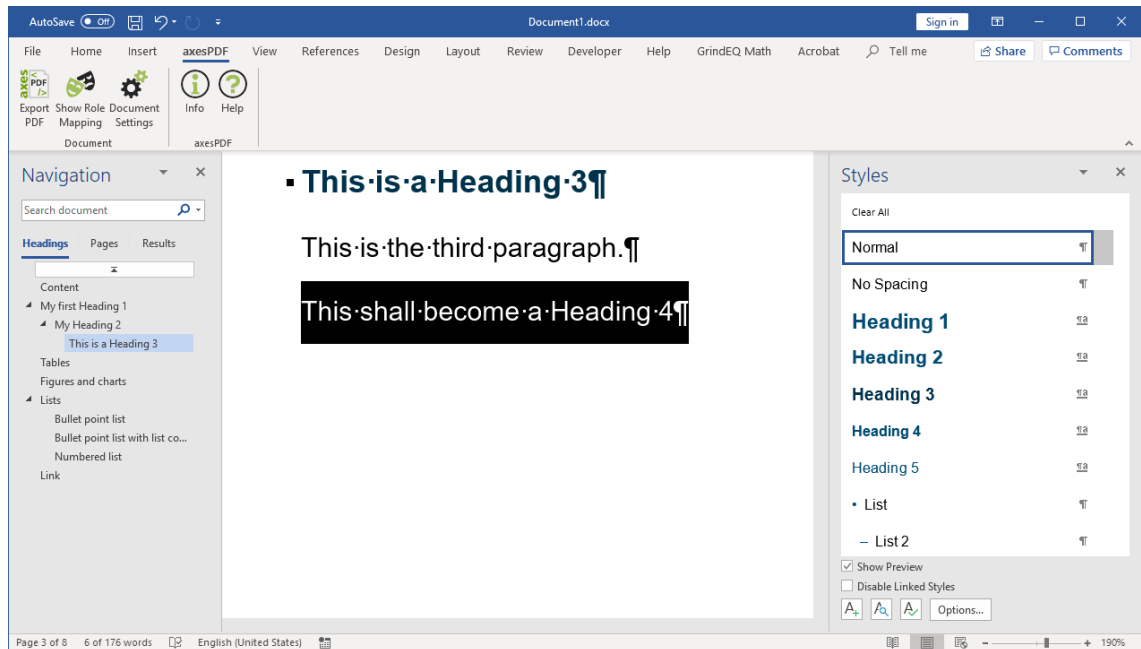 AutoSave Off Document1.docx Sign in
File Home Insert axesPDF View References Design Layout Review Developer Help GrindEQ Math Acrobat Tell me Share Comments
axes PDF
Export PDF
Show Role Mapping
Document Settings
Info
Help
Document
axesPDF
Navigation
Search document
Headings Pages Results
Content
My first Heading 1
My Heading 2
This is a Heading 3
Tables
Figures and charts
Lists
Bullet point list
Bullet point list with list co...
Numbered list
Link
▪ This·is·a·Heading·3¶
This·is·the·third·paragraph.¶
This·shall·become·a·Heading·4¶
Styles
Clear All
Normal ¶
No Spacing ¶
Heading 1 ¶a
Heading 2 ¶a
Heading 3 ¶a
Heading 4 ¶a
Heading 5 ¶a
• List ¶
– List 2 ¶
Show Preview
Disable Linked Styles
Options...
Page 3 of 8 6 of 176 words English (United States) 190%